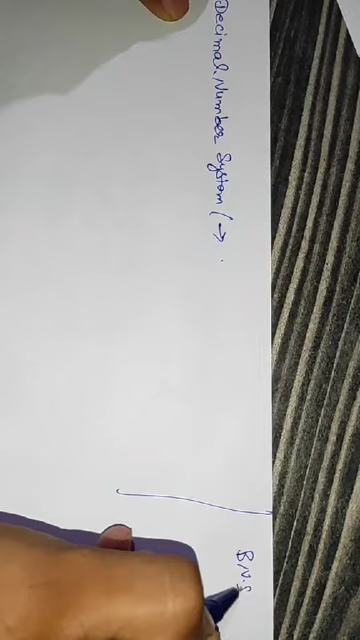 Decimal Number System (→ .
B.N.S